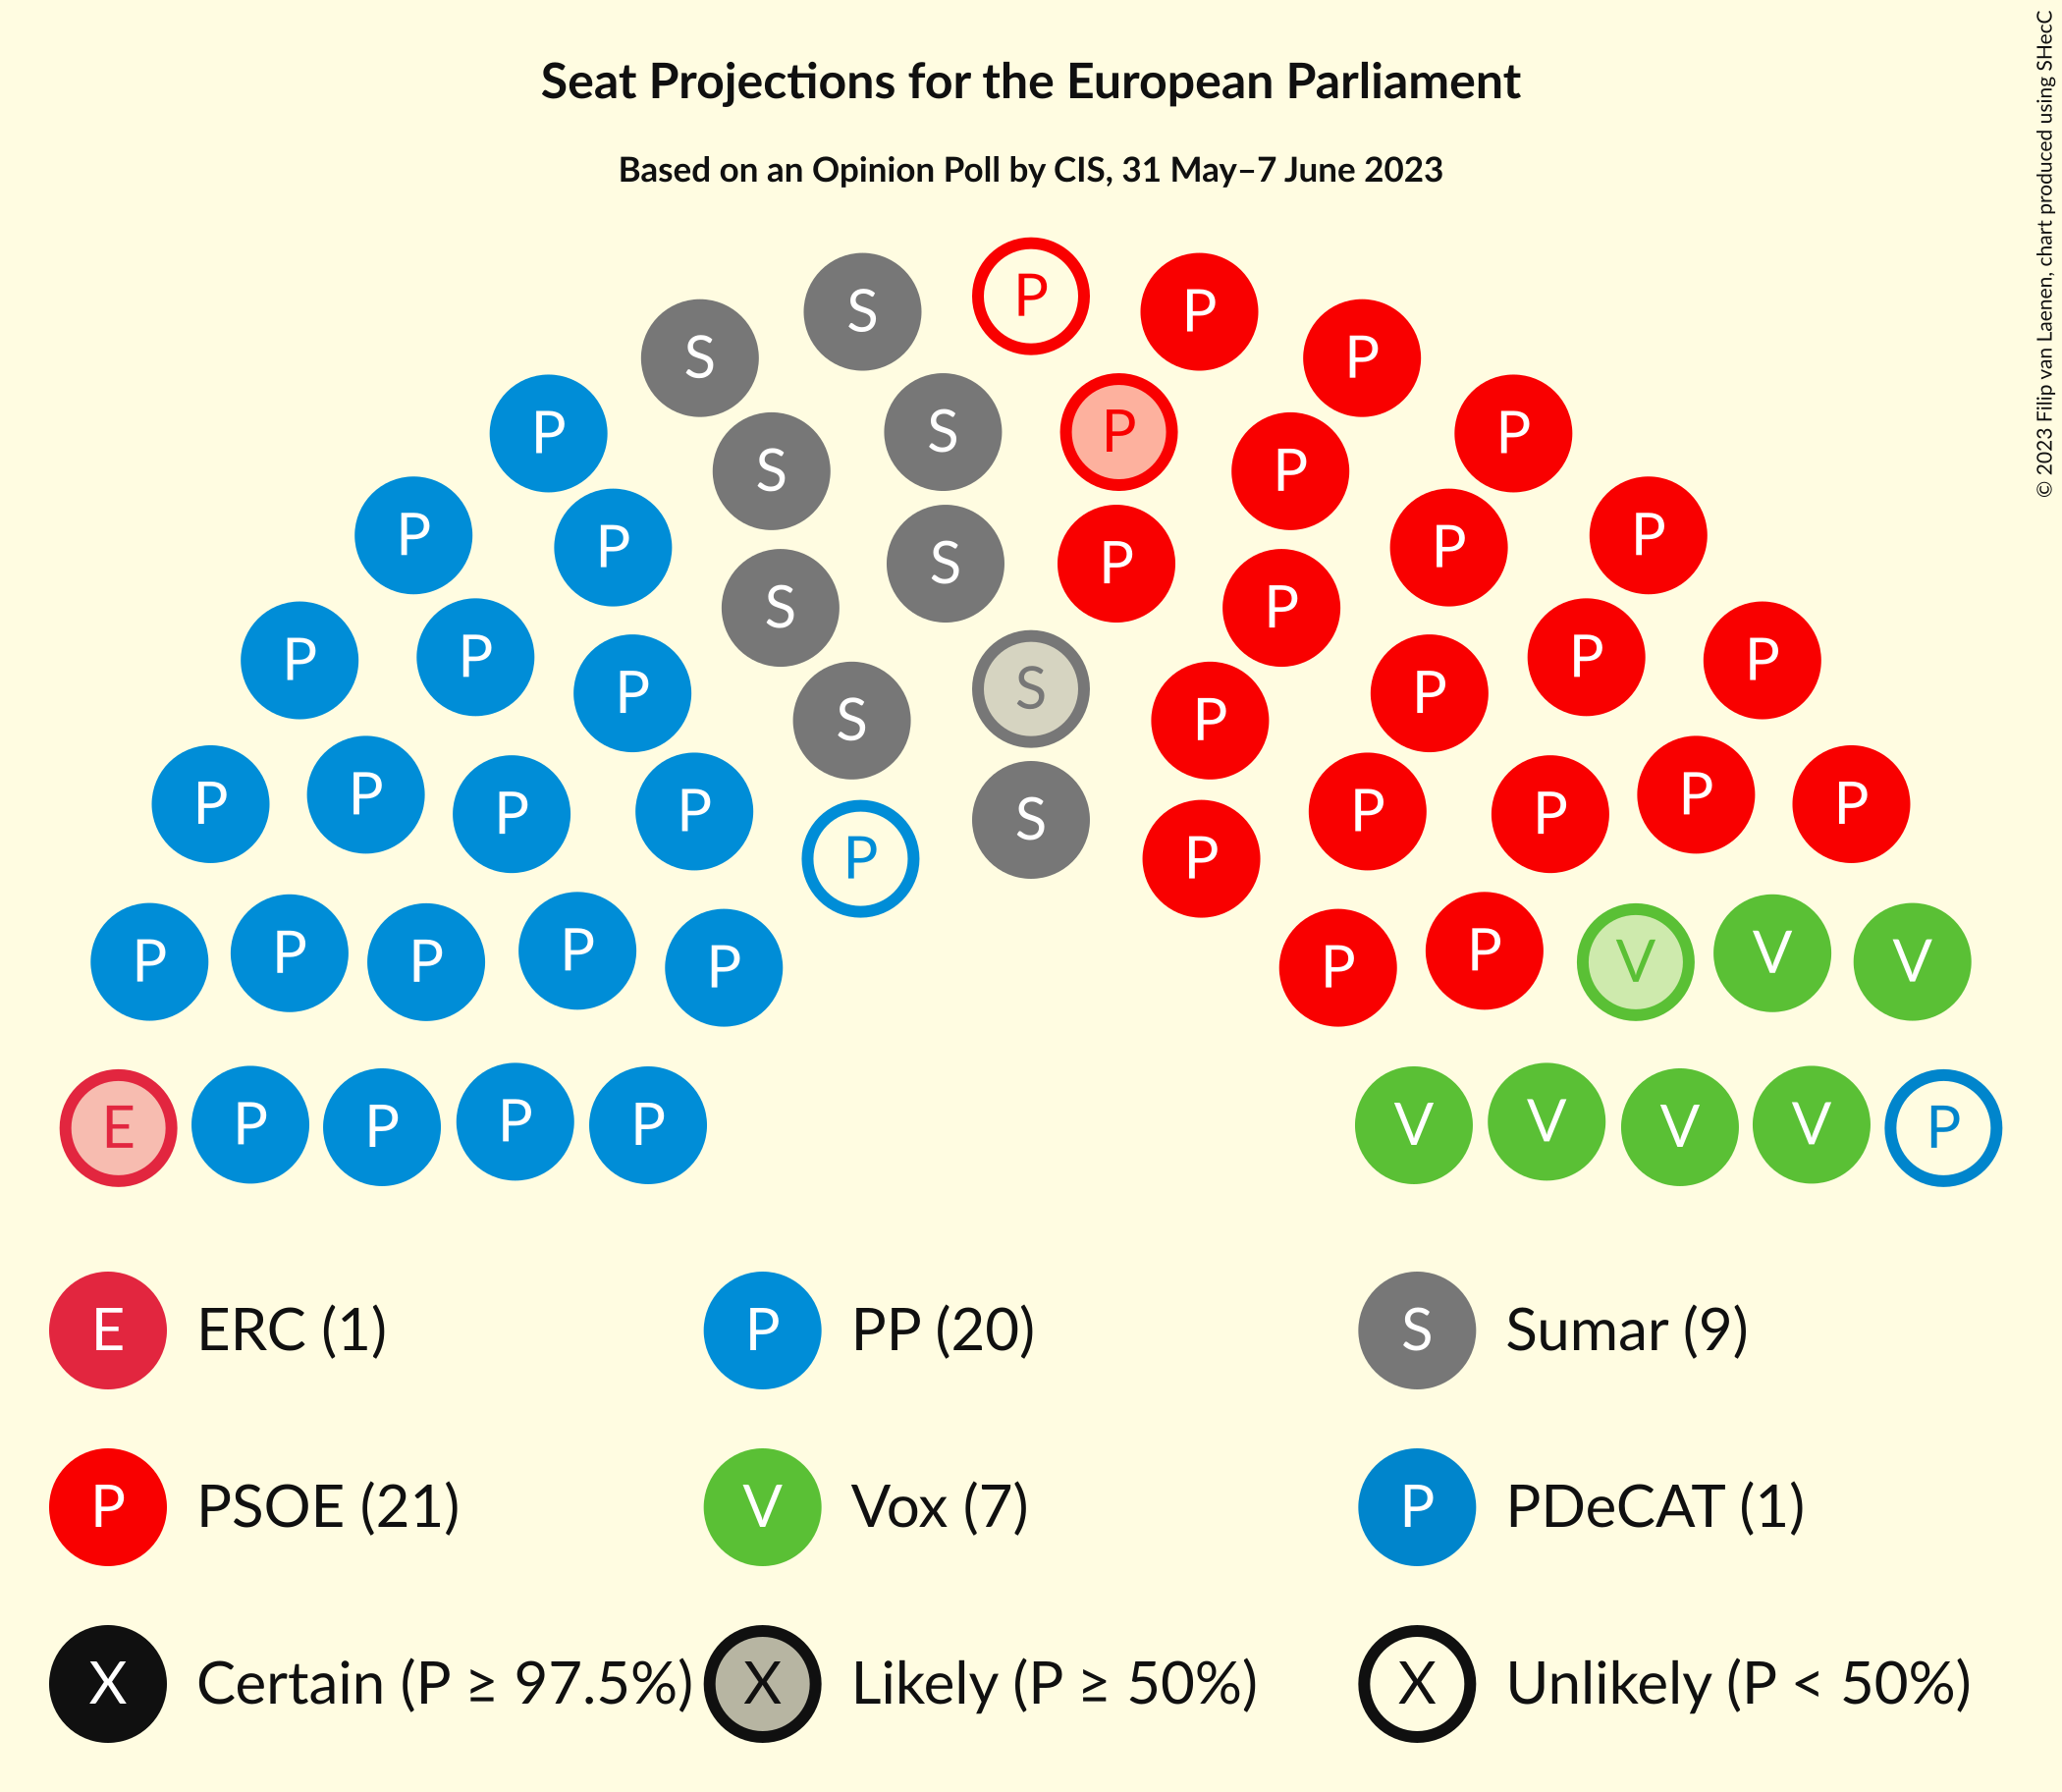 Seat Projections for the European Parliament
Based on an Opinion Poll by CIS, 31 May–7 June 2023
© 2023 Filip van Laenen, chart produced using SHecC
P
S P
S P
P S P
S P
S P
P P
P P
S P
P P
S P
P P
P P
P P
S P
S
P P
P P
P P
P P
P P
P P
P P
P V
P V
P V
P P
E P P P P V V V V P
E ERC (1) P PP (20) S Sumar (9)
P PSOE (21) V Vox (7) P PDeCAT (1)
X Certain (P ≥ 97.5%) X Likely (P ≥ 50%) X Unlikely (P < 50%)